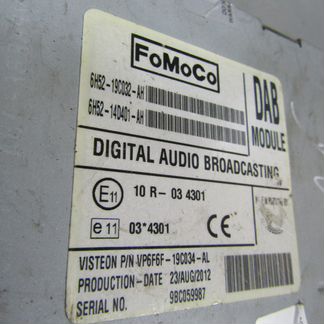 FoMoCo
6H52-19C032-AH
6H52-14D401-AH
DAB
MODULE
DIGITAL AUDIO BROADCASTING
E11 10 R- 03 4301
e 11 03*4301 CE
VISTEON P/N VP6F6F-19C034-AL
PRODUCTION-DATE 23/AUG/2012
SERIAL NO. 9BC059987